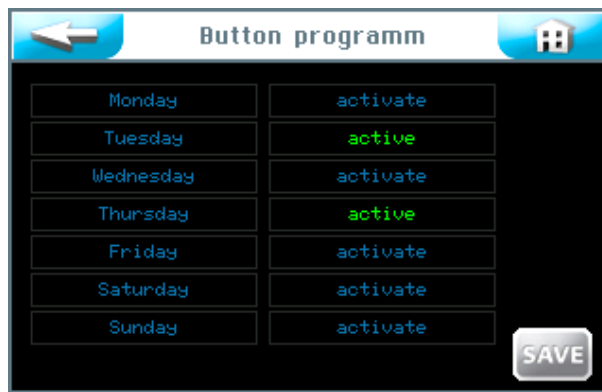 Button programm
Monday activate
Tuesday active
Wednesday activate
Thursday active
Friday activate
Saturday activate
Sunday activate
SAVE